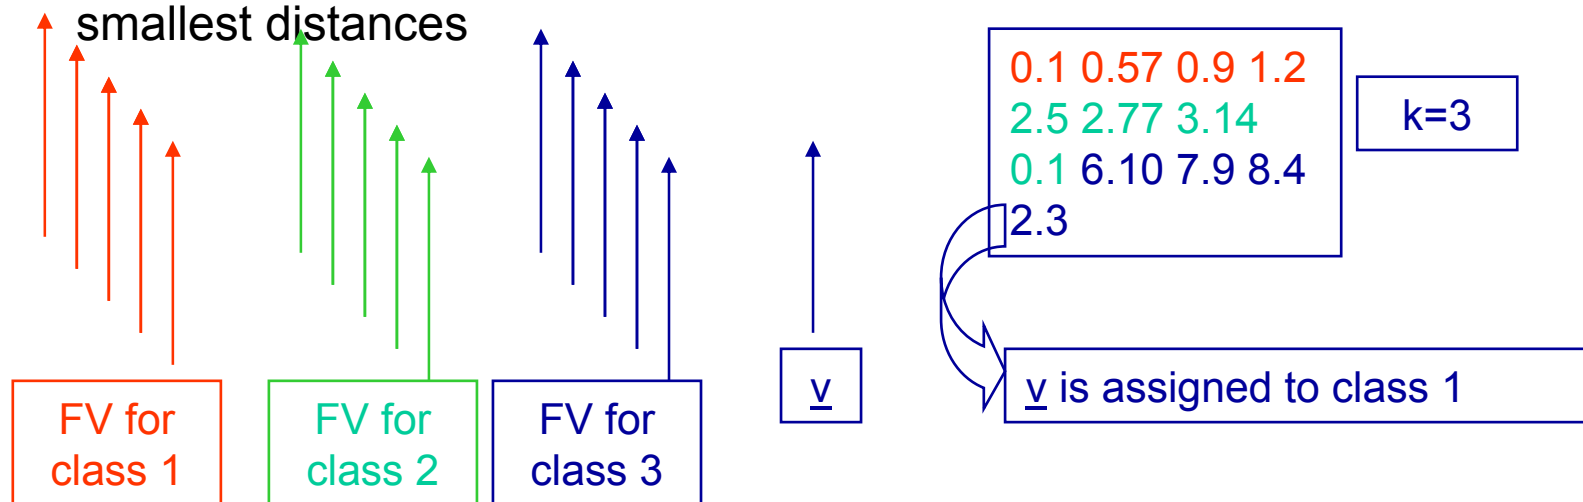 smallest distances
0.1 0.57 0.9 1.2
2.5 2.77 3.14
0.1 6.10 7.9 8.4
2.3
k=3
FV for
class 1
FV for
class 2
FV for
class 3
v
v is assigned to class 1